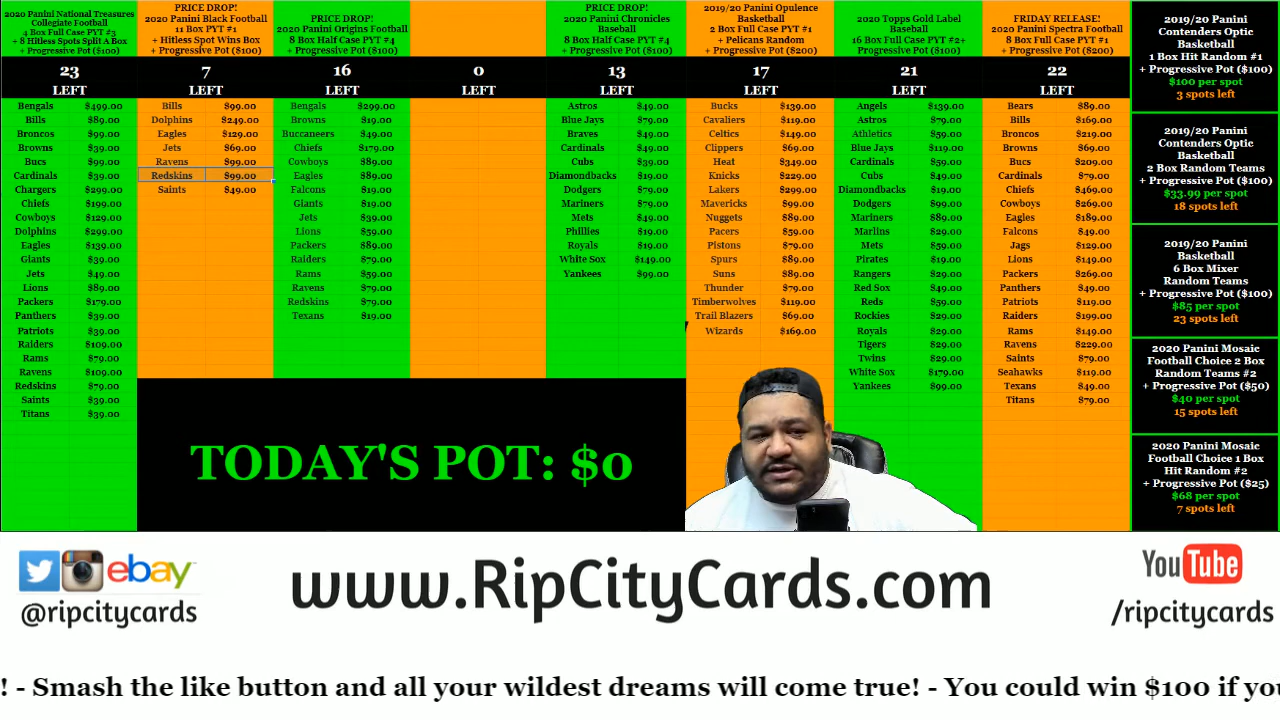 2020 Panini National Treasures
Collegiate Football
4 Box Full Case PYT #3
+ 8 Hitless Spots Split A Box
+ Progressive Pot ($100)
23
LEFT
Bengals $499.00
Bills $89.00
Broncos $99.00
Browns $39.00
Bucs $99.00
Cardinals $39.00
Chargers $299.00
Chiefs $199.00
Cowboys $129.00
Dolphins $299.00
Eagles $139.00
Giants $39.00
Jets $49.00
Lions $89.00
Packers $179.00
Panthers $39.00
Patriots $39.00
Raiders $109.00
Rams $79.00
Ravens $109.00
Redskins $79.00
Saints $39.00
Titans $39.00
PRICE DROP!
2020 Panini Black Football
11 Box PYT #1
+ Hitless Spot Wins Box
+ Progressive Pot ($100)
7
LEFT
Bills $99.00
Dolphins $249.00
Eagles $129.00
Jets $69.00
Ravens $99.00
Redskins $99.00
Saints $49.00
PRICE DROP!
2020 Panini Origins Football
8 Box Half Case PYT #4
+ Progressive Pot ($100)
16
LEFT
Bengals $299.00
Browns $19.00
Buccaneers $49.00
Chiefs $179.00
Cowboys $89.00
Eagles $89.00
Falcons $19.00
Giants $19.00
Jets $39.00
Lions $59.00
Packers $89.00
Raiders $79.00
Rams $59.00
Ravens $79.00
Redskins $79.00
Texans $19.00
0
LEFT
PRICE DROP!
2020 Panini Chronicles
Baseball
8 Box Half Case PYT #4
+ Progressive Pot ($100)
13
LEFT
Astros $49.00
Blue Jays $79.00
Braves $49.00
Cardinals $49.00
Cubs $39.00
Diamondbacks $19.00
Dodgers $79.00
Mariners $79.00
Mets $49.00
Phillies $19.00
Royals $19.00
White Sox $149.00
Yankees $99.00
2019/20 Panini Opulence
Basketball
2 Box Full Case PYT #1
+ Pelicans Random
+ Progressive Pot ($200)
17
LEFT
Bucks $139.00
Cavaliers $119.00
Celtics $149.00
Clippers $69.00
Heat $349.00
Knicks $229.00
Lakers $299.00
Mavericks $99.00
Nuggets $89.00
Pacers $59.00
Pistons $79.00
Spurs $89.00
Suns $89.00
Thunder $79.00
Timberwolves $119.00
Trail Blazers $69.00
Wizards $169.00
2020 Topps Gold Label
Baseball
16 Box Full Case PYT #2+
Progressive Pot ($100)
21
LEFT
Angels $139.00
Astros $79.00
Athletics $59.00
Blue Jays $119.00
Cardinals $59.00
Cubs $49.00
Diamondbacks $19.00
Dodgers $99.00
Mariners $89.00
Marlins $29.00
Mets $59.00
Pirates $19.00
Rangers $29.00
Red Sox $49.00
Reds $59.00
Rockies $29.00
Royals $29.00
Tigers $29.00
Twins $29.00
White Sox $179.00
Yankees $99.00
FRIDAY RELEASE!
2020 Panini Spectra Football
8 Box Full Case PYT #1
+ Progressive Pot ($200)
22
LEFT
Bears $89.00
Bills $169.00
Broncos $219.00
Browns $69.00
Bucs $209.00
Cardinals $79.00
Chiefs $469.00
Cowboys $269.00
Eagles $189.00
Falcons $49.00
Jags $129.00
Lions $149.00
Packers $269.00
Panthers $49.00
Patriots $119.00
Raiders $199.00
Rams $149.00
Ravens $229.00
Saints $79.00
Seahawks $119.00
Texans $49.00
Titans $79.00
2019/20 Panini
Contenders Optic
Basketball
1 Box Hit Random #1
+ Progressive Pot ($100)
$100 per spot
3 spots left
2019/20 Panini
Contenders Optic
Basketball
2 Box Random Teams
+ Progressive Pot ($100)
$33.99 per spot
18 spots left
2019/20 Panini
Basketball
6 Box Mixer
Random Teams
+ Progressive Pot ($100)
$85 per spot
23 spots left
2020 Panini Mosaic
Football Choice 2 Box
Random Teams #2
+ Progressive Pot ($50)
$40 per spot
15 spots left
2020 Panini Mosaic
Football Choice 1 Box
Hit Random #2
+ Progressive Pot ($25)
$68 per spot
7 spots left
TODAY'S POT: $0
ebay
@ripcitycards
www.RipCityCards.com
YouTube
/ripcitycards
! - Smash the like button and all your wildest dreams will come true! - You could win $100 if you